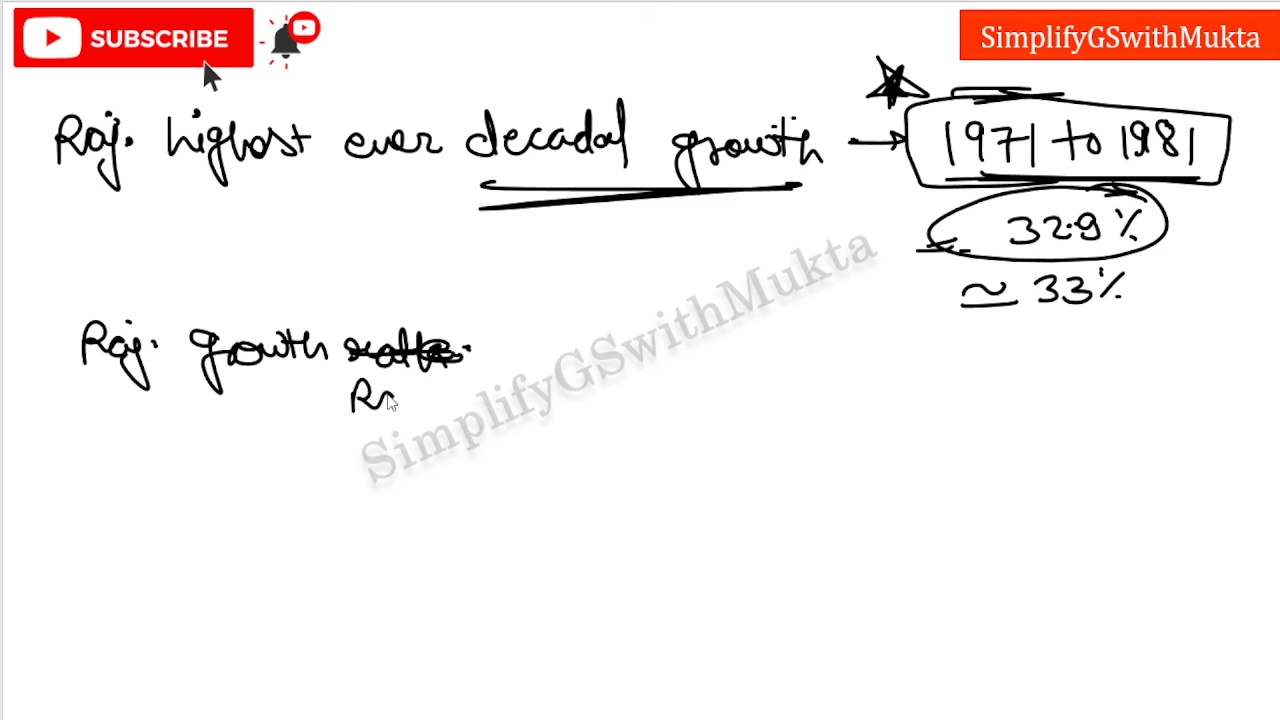 SUBSCRIBE
SimplifyGSwithMukta
Raj. highest ever decadal growth → 1971 to 1981
32.9%
≃ 33%
Raj. growth
SimplifyGSwithMukta